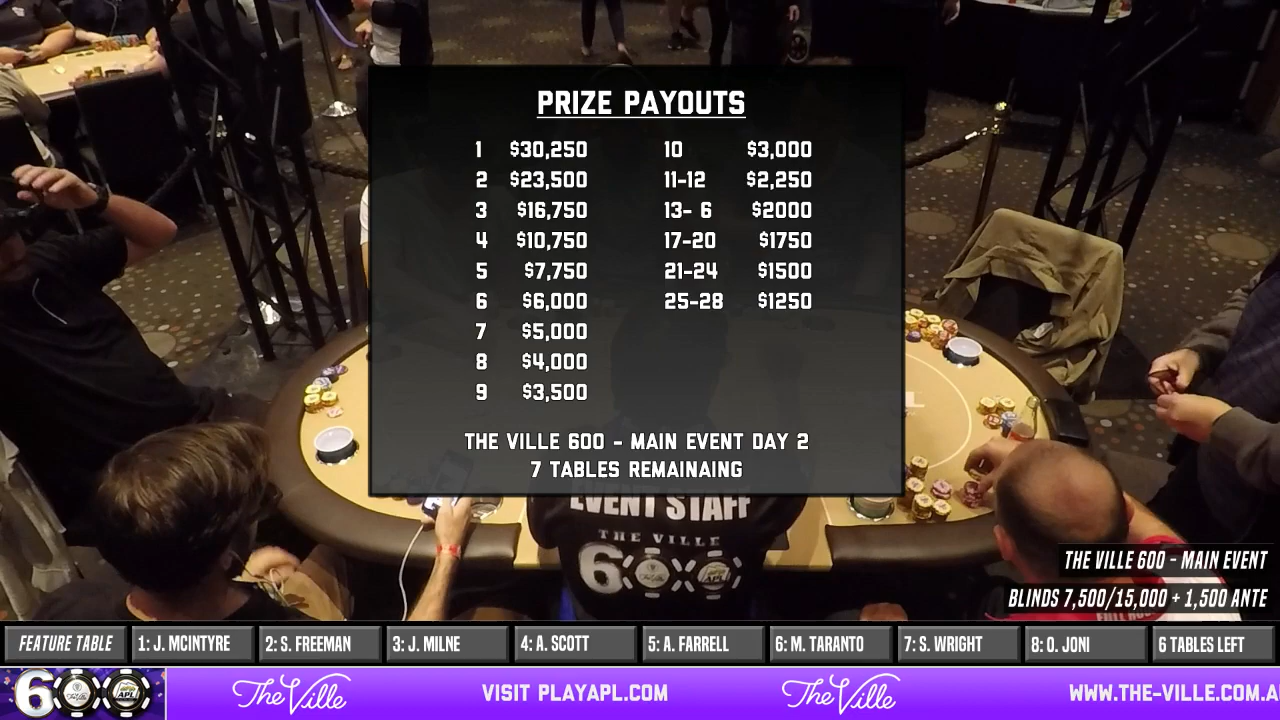 PRIZE PAYOUTS
1 $30,250 10 $3,000
2 $23,500 11-12 $2,250
3 $16,750 13- 6 $2000
4 $10,750 17-20 $1750
5 $7,750 21-24 $1500
6 $6,000 25-28 $1250
7 $5,000
8 $4,000
9 $3,500
THE VILLE 600 - MAIN EVENT DAY 2
7 TABLES REMAINAING
EVENT STAFF
THE VILLE
6
APL
THE VILLE 600 - MAIN EVENT
BLINDS 7,500/15,000 + 1,500 ANTE
FEATURE TABLE 1: J. MCINTYRE 2: S. FREEMAN 3: J. MILNE 4: A. SCOTT 5: A. FARRELL 6: M. TARANTO 7: S. WRIGHT 8: O. JONI 6 TABLES LEFT
6 APL The Ville VISIT PLAYAPL.COM The Ville WWW.THE-VILLE.COM.A